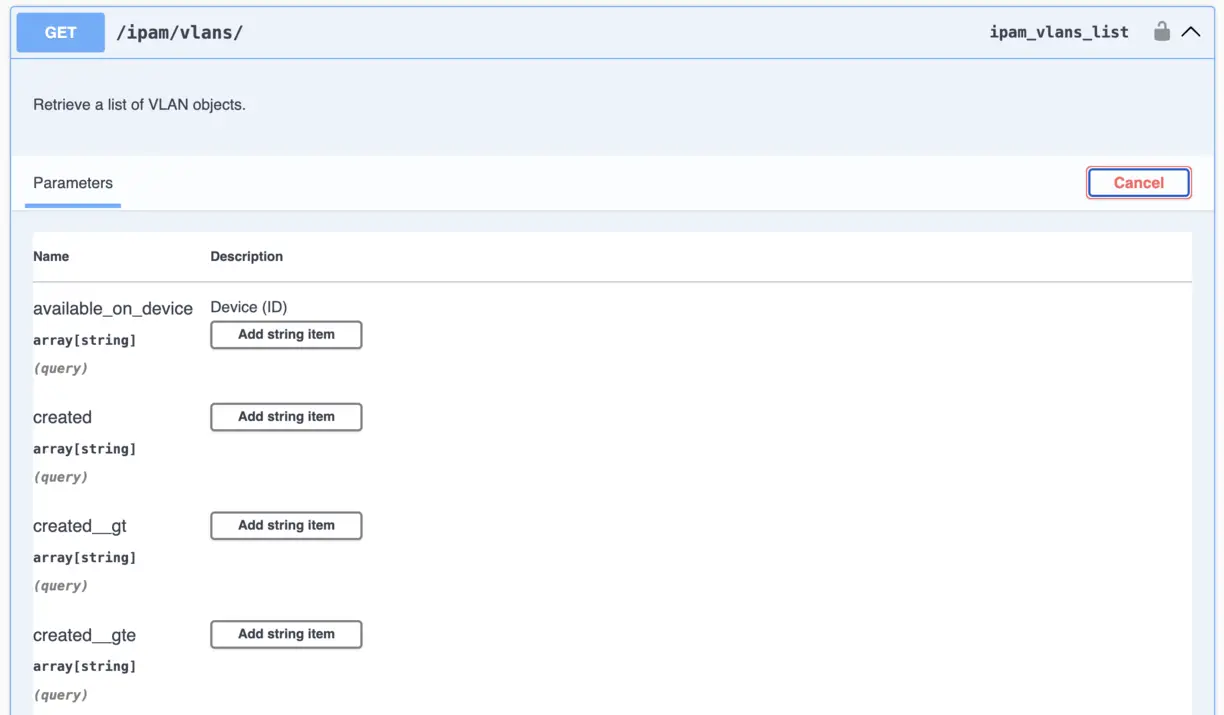 GET /ipam/vlans/ ipam_vlans_list
Retrieve a list of VLAN objects.
Parameters Cancel
Name Description
available_on_device Device (ID)
array[string] Add string item
(query)
created Add string item
array[string]
(query)
created__gt Add string item
array[string]
(query)
created__gte Add string item
array[string]
(query)